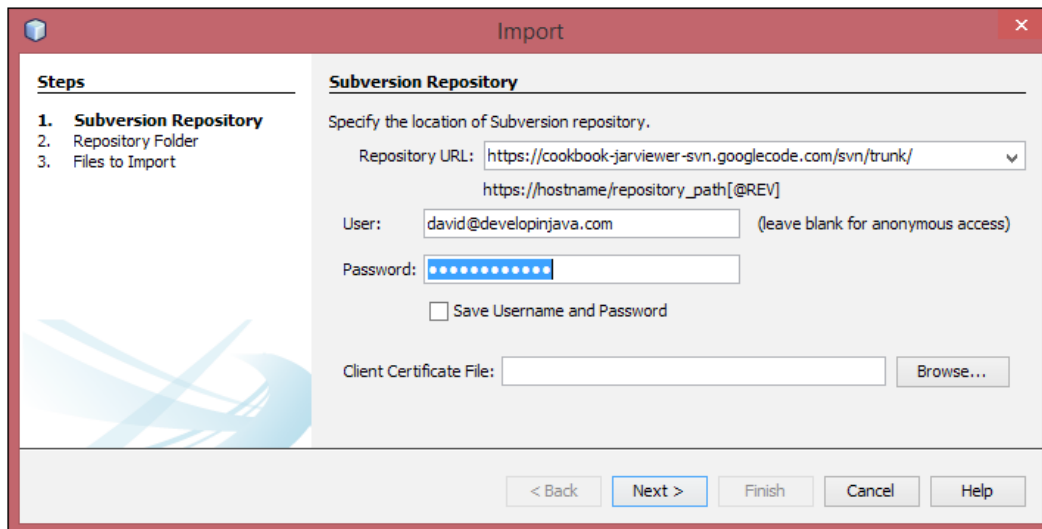 Import
Steps
1. Subversion Repository
2. Repository Folder
3. Files to Import
Subversion Repository
Specify the location of Subversion repository.
Repository URL: https://cookbook-jarviewer-svn.googlecode.com/svn/trunk/
https://hostname/repository_path[@REV]
User: david@developinjava.com (leave blank for anonymous access)
Password: ●●●●●●●●●●●●
Save Username and Password
Client Certificate File: Browse...
< Back Next > Finish Cancel Help